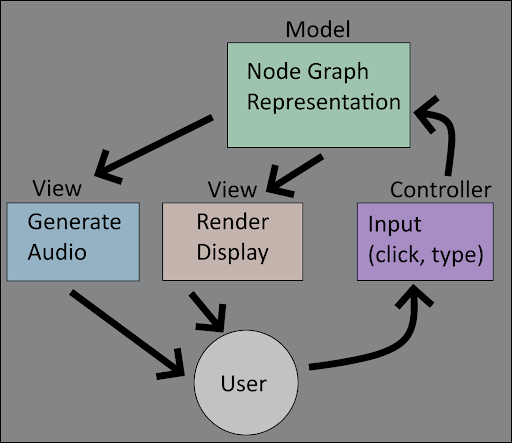 Model
Node Graph
Representation
View
Generate
Audio
View
Render
Display
Controller
Input
(click, type)
User